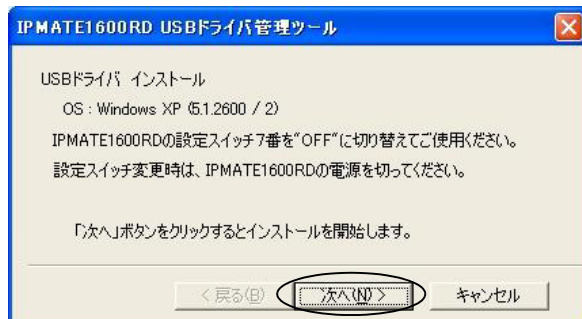 IPMATE1600RD USBドライバ管理ツール
USBドライバ インストール
OS : Windows XP (5.1.2600 / 2)
IPMATE1600RDの設定スイッチ7番を“OFF”に切り替えてご使用ください。
設定スイッチ変更時は、IPMATE1600RDの電源を切ってください。
「次へ」ボタンをクリックするとインストールを開始します。
< 戻る(B)
次へ(N) >
キャンセル